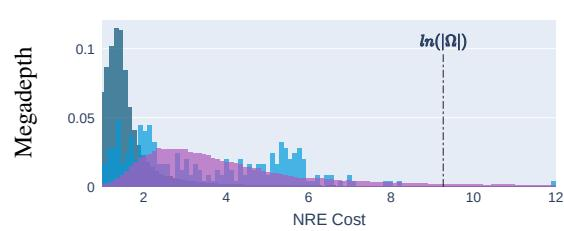 Megadepth
ln(|Ω|)
0.1
0.05
0
2 4 6 8 10 12
NRE Cost